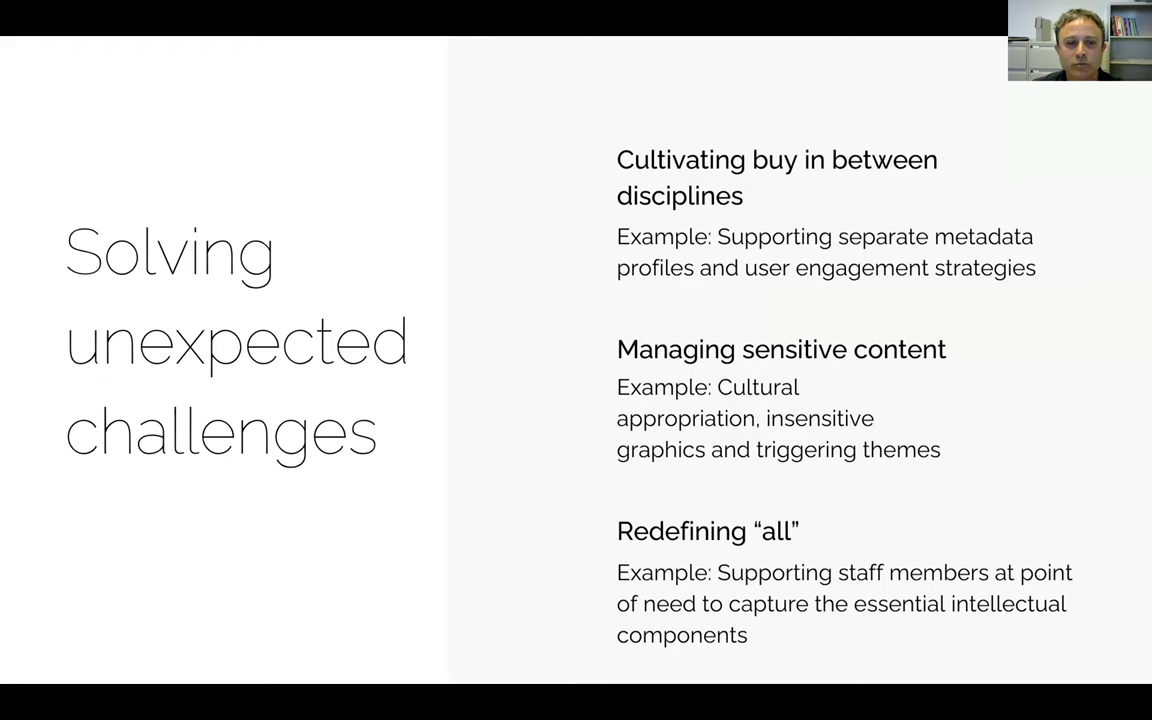 Solving
unexpected
challenges
Cultivating buy in between
disciplines
Example: Supporting separate metadata
profiles and user engagement strategies
Managing sensitive content
Example: Cultural
appropriation, insensitive
graphics and triggering themes
Redefining “all”
Example: Supporting staff members at point
of need to capture the essential intellectual
components